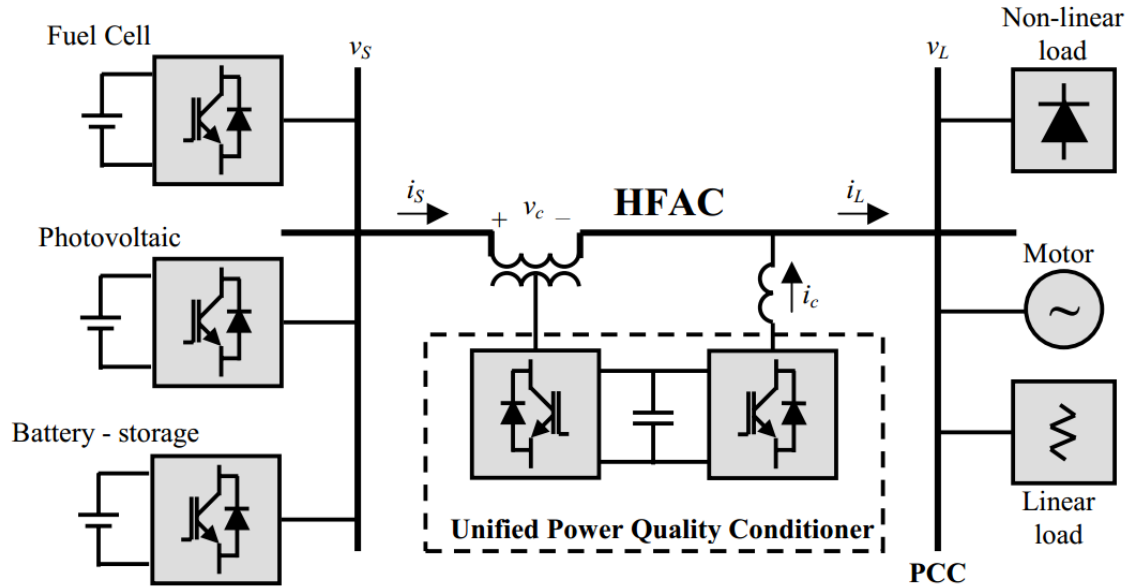 Fuel Cell
v_S
v_L
Non-linear
load
i_S
+ v_c −
HFAC
i_L
Photovoltaic
Motor
~
i_c
Battery - storage
Unified Power Quality Conditioner
Linear
load
PCC